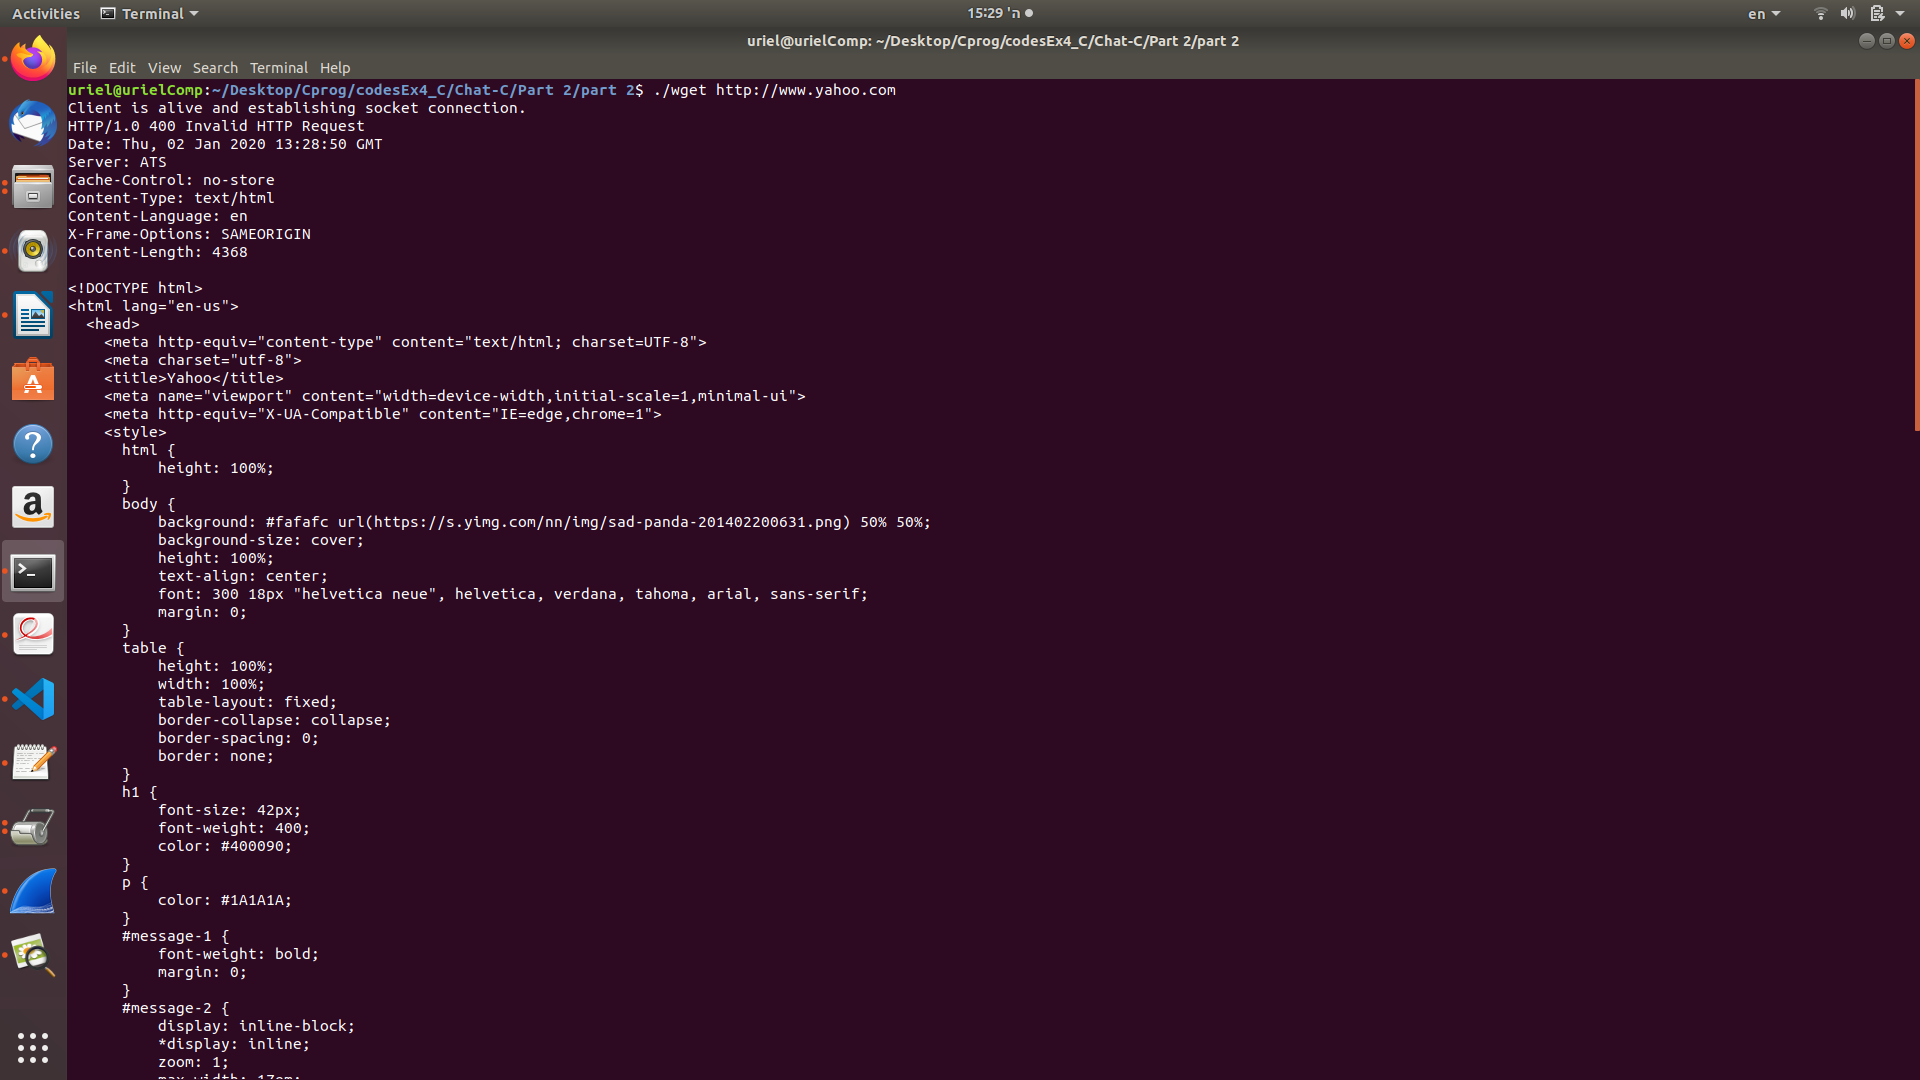 Activities Terminal 15:29 ה' en
uriel@urielComp: ~/Desktop/Cprog/codesEx4_C/Chat-C/Part 2/part 2
File Edit View Search Terminal Help
uriel@urielComp:~/Desktop/Cprog/codesEx4_C/Chat-C/Part 2/part 2$ ./wget http://www.yahoo.com
Client is alive and establishing socket connection.
HTTP/1.0 400 Invalid HTTP Request
Date: Thu, 02 Jan 2020 13:28:50 GMT
Server: ATS
Cache-Control: no-store
Content-Type: text/html
Content-Language: en
X-Frame-Options: SAMEORIGIN
Content-Length: 4368
<!DOCTYPE html>
<html lang="en-us">
<head>
<meta http-equiv="content-type" content="text/html; charset=UTF-8">
<meta charset="utf-8">
<title>Yahoo</title>
<meta name="viewport" content="width=device-width,initial-scale=1,minimal-ui">
<meta http-equiv="X-UA-Compatible" content="IE=edge,chrome=1">
<style>
html {
height: 100%;
}
body {
background: #fafafc url(https://s.yimg.com/nn/img/sad-panda-201402200631.png) 50% 50%;
background-size: cover;
height: 100%;
text-align: center;
font: 300 18px "helvetica neue", helvetica, verdana, tahoma, arial, sans-serif;
margin: 0;
}
table {
height: 100%;
width: 100%;
table-layout: fixed;
border-collapse: collapse;
border-spacing: 0;
border: none;
}
h1 {
font-size: 42px;
font-weight: 400;
color: #400090;
}
p {
color: #1A1A1A;
}
#message-1 {
font-weight: bold;
margin: 0;
}
#message-2 {
display: inline-block;
*display: inline;
zoom: 1;
max-width: 17em;